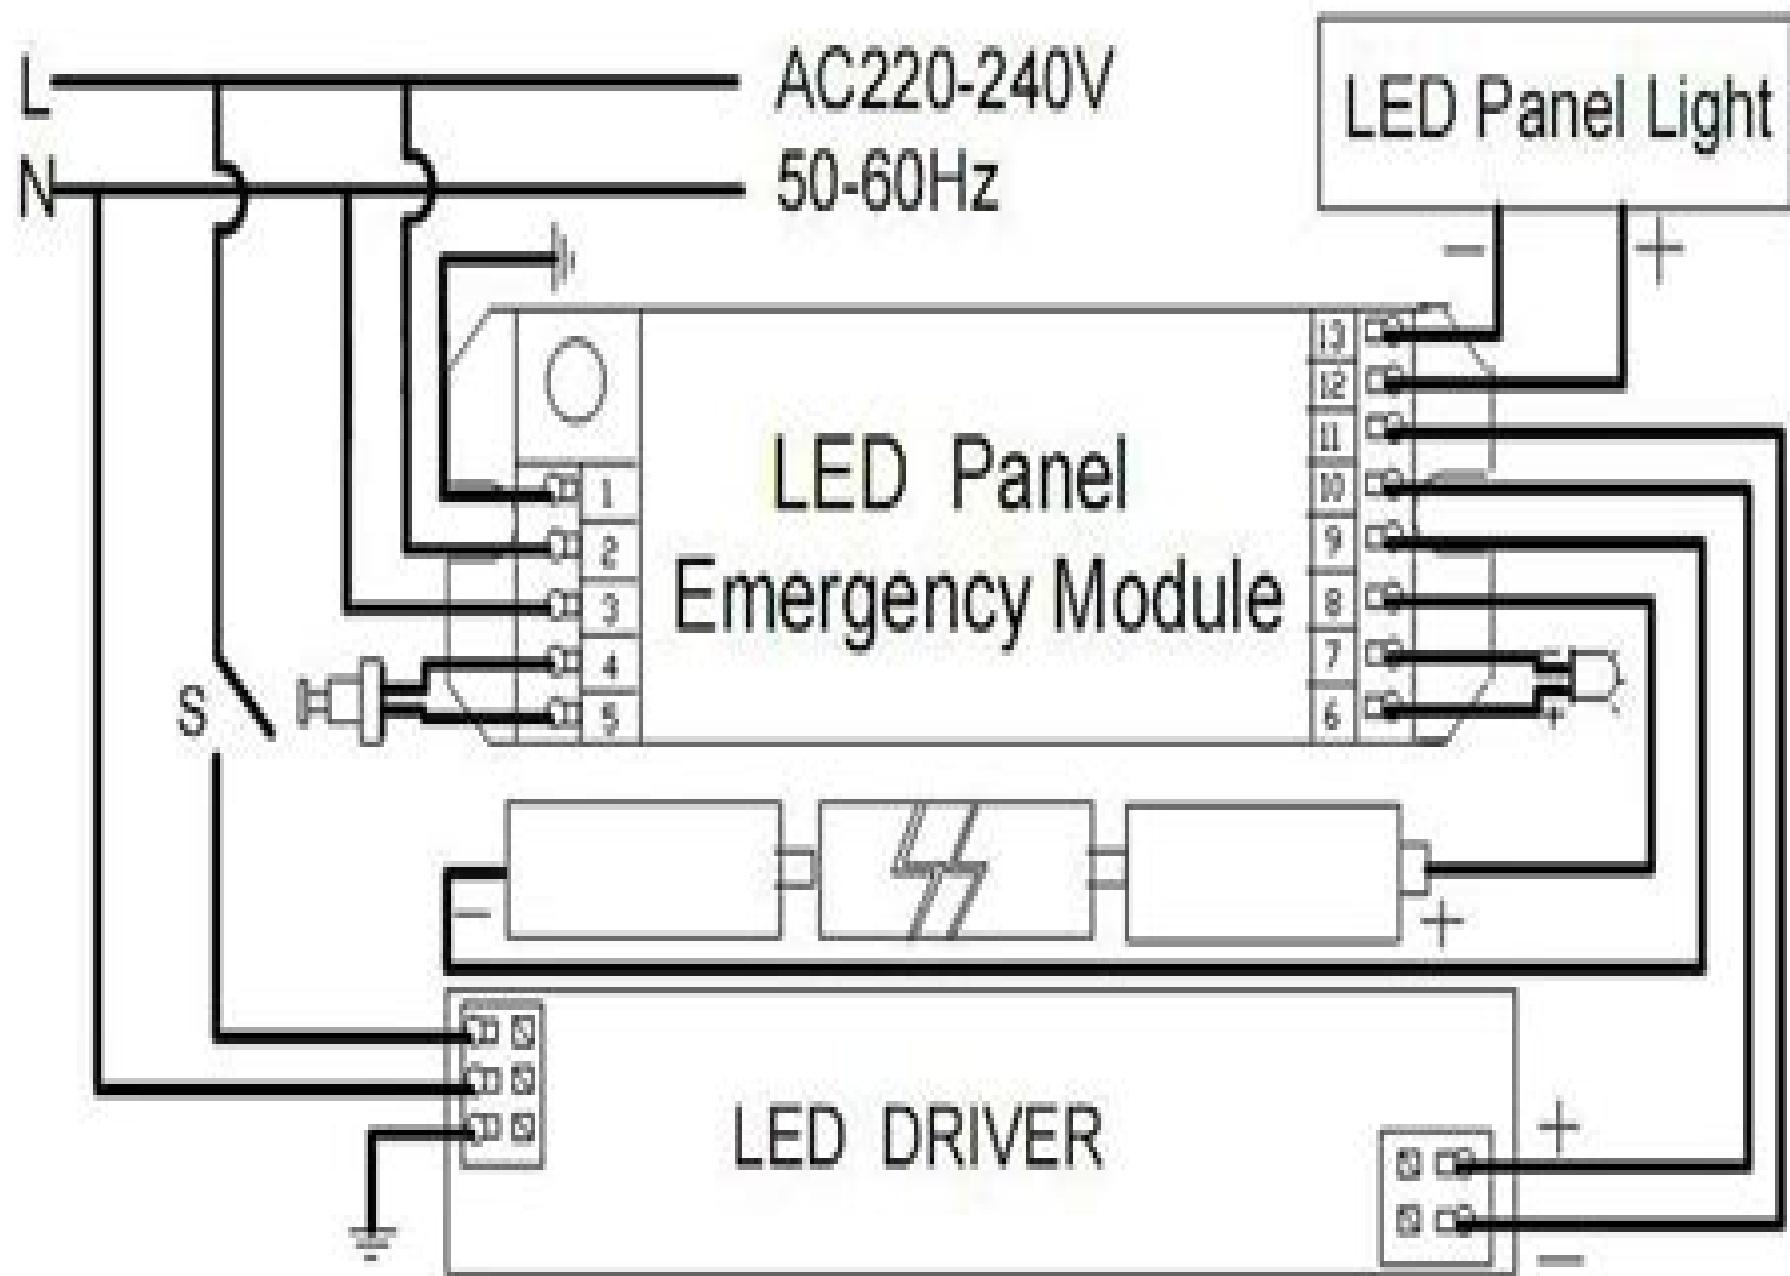 L
AC220-240V
N
50-60Hz
LED Panel Light
−
+
13
12
11
10
9
8
7
6
1
2
3
4
5
LED Panel
Emergency Module
S
−
+
−
+
LED DRIVER
+
−